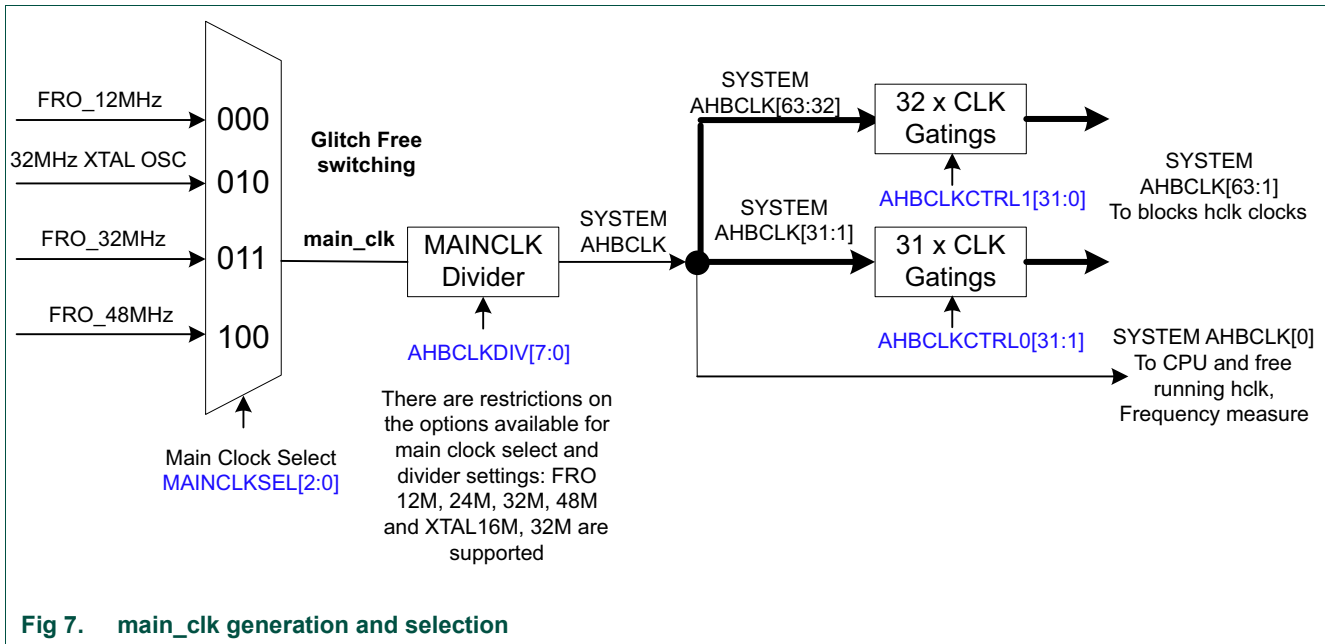 FRO_12MHz
000
32MHz XTAL OSC
010
FRO_32MHz
011
FRO_48MHz
100
Main Clock Select
MAINCLKSEL[2:0]
Glitch Free
switching
main_clk
MAINCLK
Divider
AHBCLKDIV[7:0]
There are restrictions on
the options available for
main clock select and
divider settings: FRO
12M, 24M, 32M, 48M
and XTAL16M, 32M are
supported
SYSTEM
AHBCLK
SYSTEM
AHBCLK[63:32]
32 x CLK
Gatings
AHBCLKCTRL1[31:0]
SYSTEM
AHBCLK[31:1]
31 x CLK
Gatings
AHBCLKCTRL0[31:1]
SYSTEM
AHBCLK[63:1]
To blocks hclk clocks
SYSTEM AHBCLK[0]
To CPU and free
running hclk,
Frequency measure
Fig 7. main_clk generation and selection